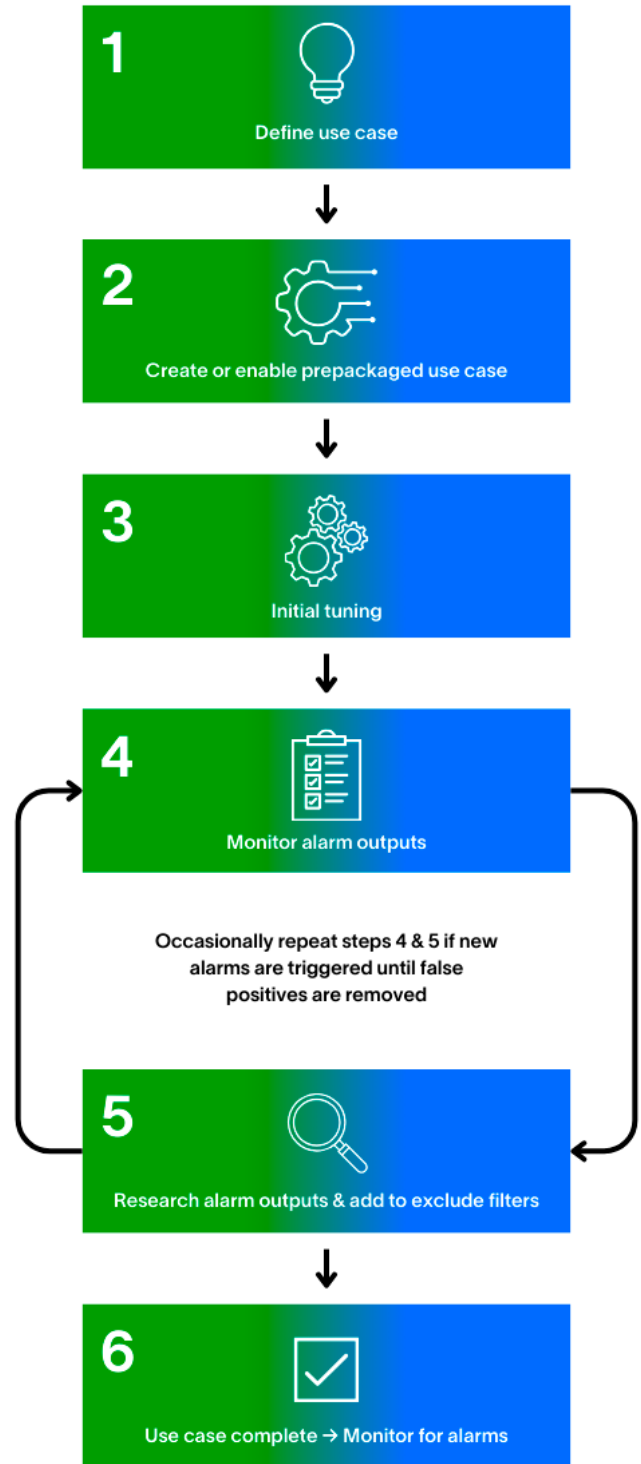 1
Define use case
2
Create or enable prepackaged use case
3
Initial tuning
4
Monitor alarm outputs
Occasionally repeat steps 4 & 5 if new
alarms are triggered until false
positives are removed
5
Research alarm outputs & add to exclude filters
6
Use case complete → Monitor for alarms